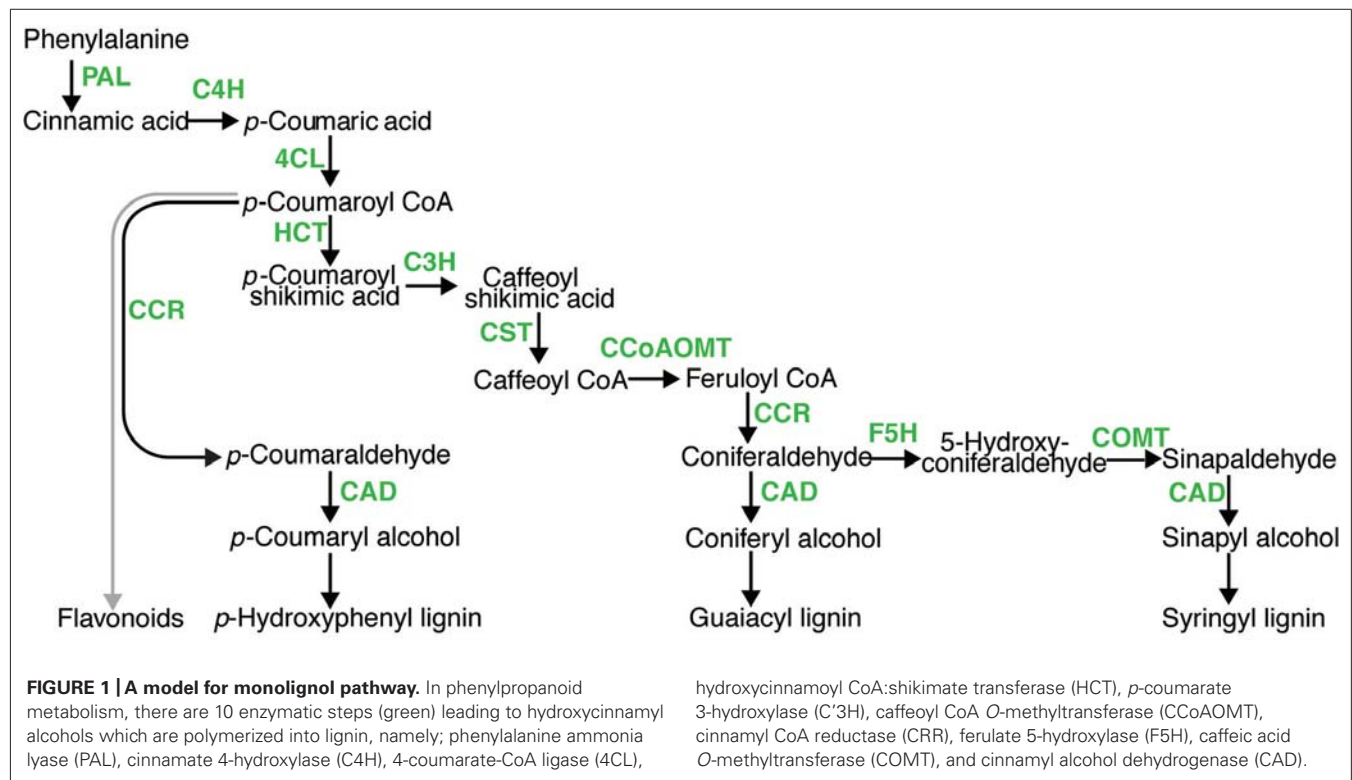 Phenylalanine
PAL
C4H
Cinnamic acid
p-Coumaric acid
4CL
p-Coumaroyl CoA
HCT
p-Coumaroyl
shikimic acid
C3H
Caffeoyl
shikimic acid
CCR
CST
CCoAOMT
Caffeoyl CoA
Feruloyl CoA
CCR
F5H
5-Hydroxy-
coniferaldehyde
COMT
p-Coumaraldehyde
Coniferaldehyde
Sinapaldehyde
CAD
CAD
CAD
p-Coumaryl alcohol
Coniferyl alcohol
Sinapyl alcohol
Flavonoids
p-Hydroxyphenyl lignin
Guaiacyl lignin
Syringyl lignin
FIGURE 1 | A model for monolignol pathway. In phenylpropanoid
metabolism, there are 10 enzymatic steps (green) leading to hydroxycinnamyl
alcohols which are polymerized into lignin, namely; phenylalanine ammonia
lyase (PAL), cinnamate 4-hydroxylase (C4H), 4-coumarate-CoA ligase (4CL),
hydroxycinnamoyl CoA:shikimate transferase (HCT), p-coumarate
3-hydroxylase (C'3H), caffeoyl CoA O-methyltransferase (CCoAOMT),
cinnamyl CoA reductase (CRR), ferulate 5-hydroxylase (F5H), caffeic acid
O-methyltransferase (COMT), and cinnamyl alcohol dehydrogenase (CAD).